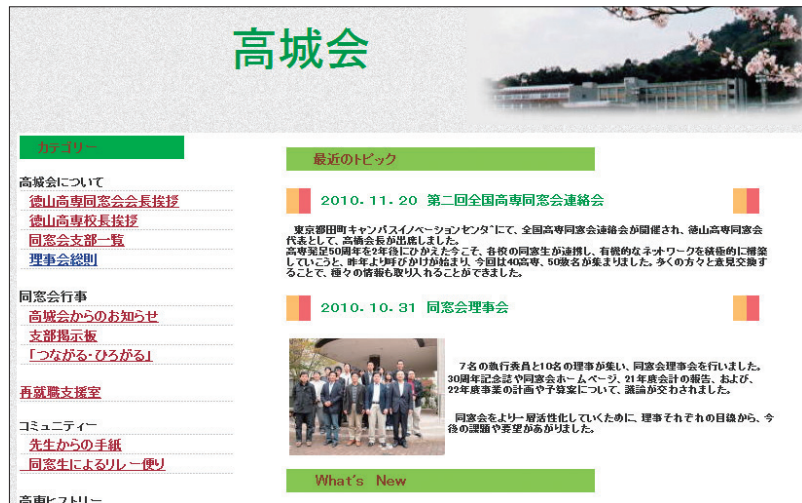 高城会
カテゴリー
高城会について
徳山高専同窓会会長挨拶
徳山高専校長挨拶
同窓会支部一覧
理事会総則
同窓会行事
高城会からのお知らせ
支部掲示板
「つながる・ひろがる」
再就職支援室
コミュニティー
先生からの手紙
同窓生によるリレー便り
高専ヒストリー
最近のトピック
2010.11.20 第二回全国高専同窓会連絡会
東京都田町キャンパスイノベーションセンタにて、全国高専同窓会連絡会が開催され、徳山高専同窓会
代表として、高橋会長が出席しました。
高専発足50周年を2年後にひかえた今こそ、各校の同窓生が連携し、有機的なネットワークを積極的に構築
していこうと、昨年より呼びかけが始まり、今回は40高専、50数名が集まりました。多くの方々と意見交換す
ることで、種々の情報も取り入れることができました。
2010.10.31 同窓会理事会
7名の執行委員と10名の理事が集い、同窓会理事会を行いました。
30周年記念誌や同窓会ホームページ、21年度会計の報告、および、
22年度事業の計画や予算案について、議論が交わされました。
同窓会をより一層活性化していくために、理事それぞれの目線から、今
後の課題や要望があがりました。
What's New